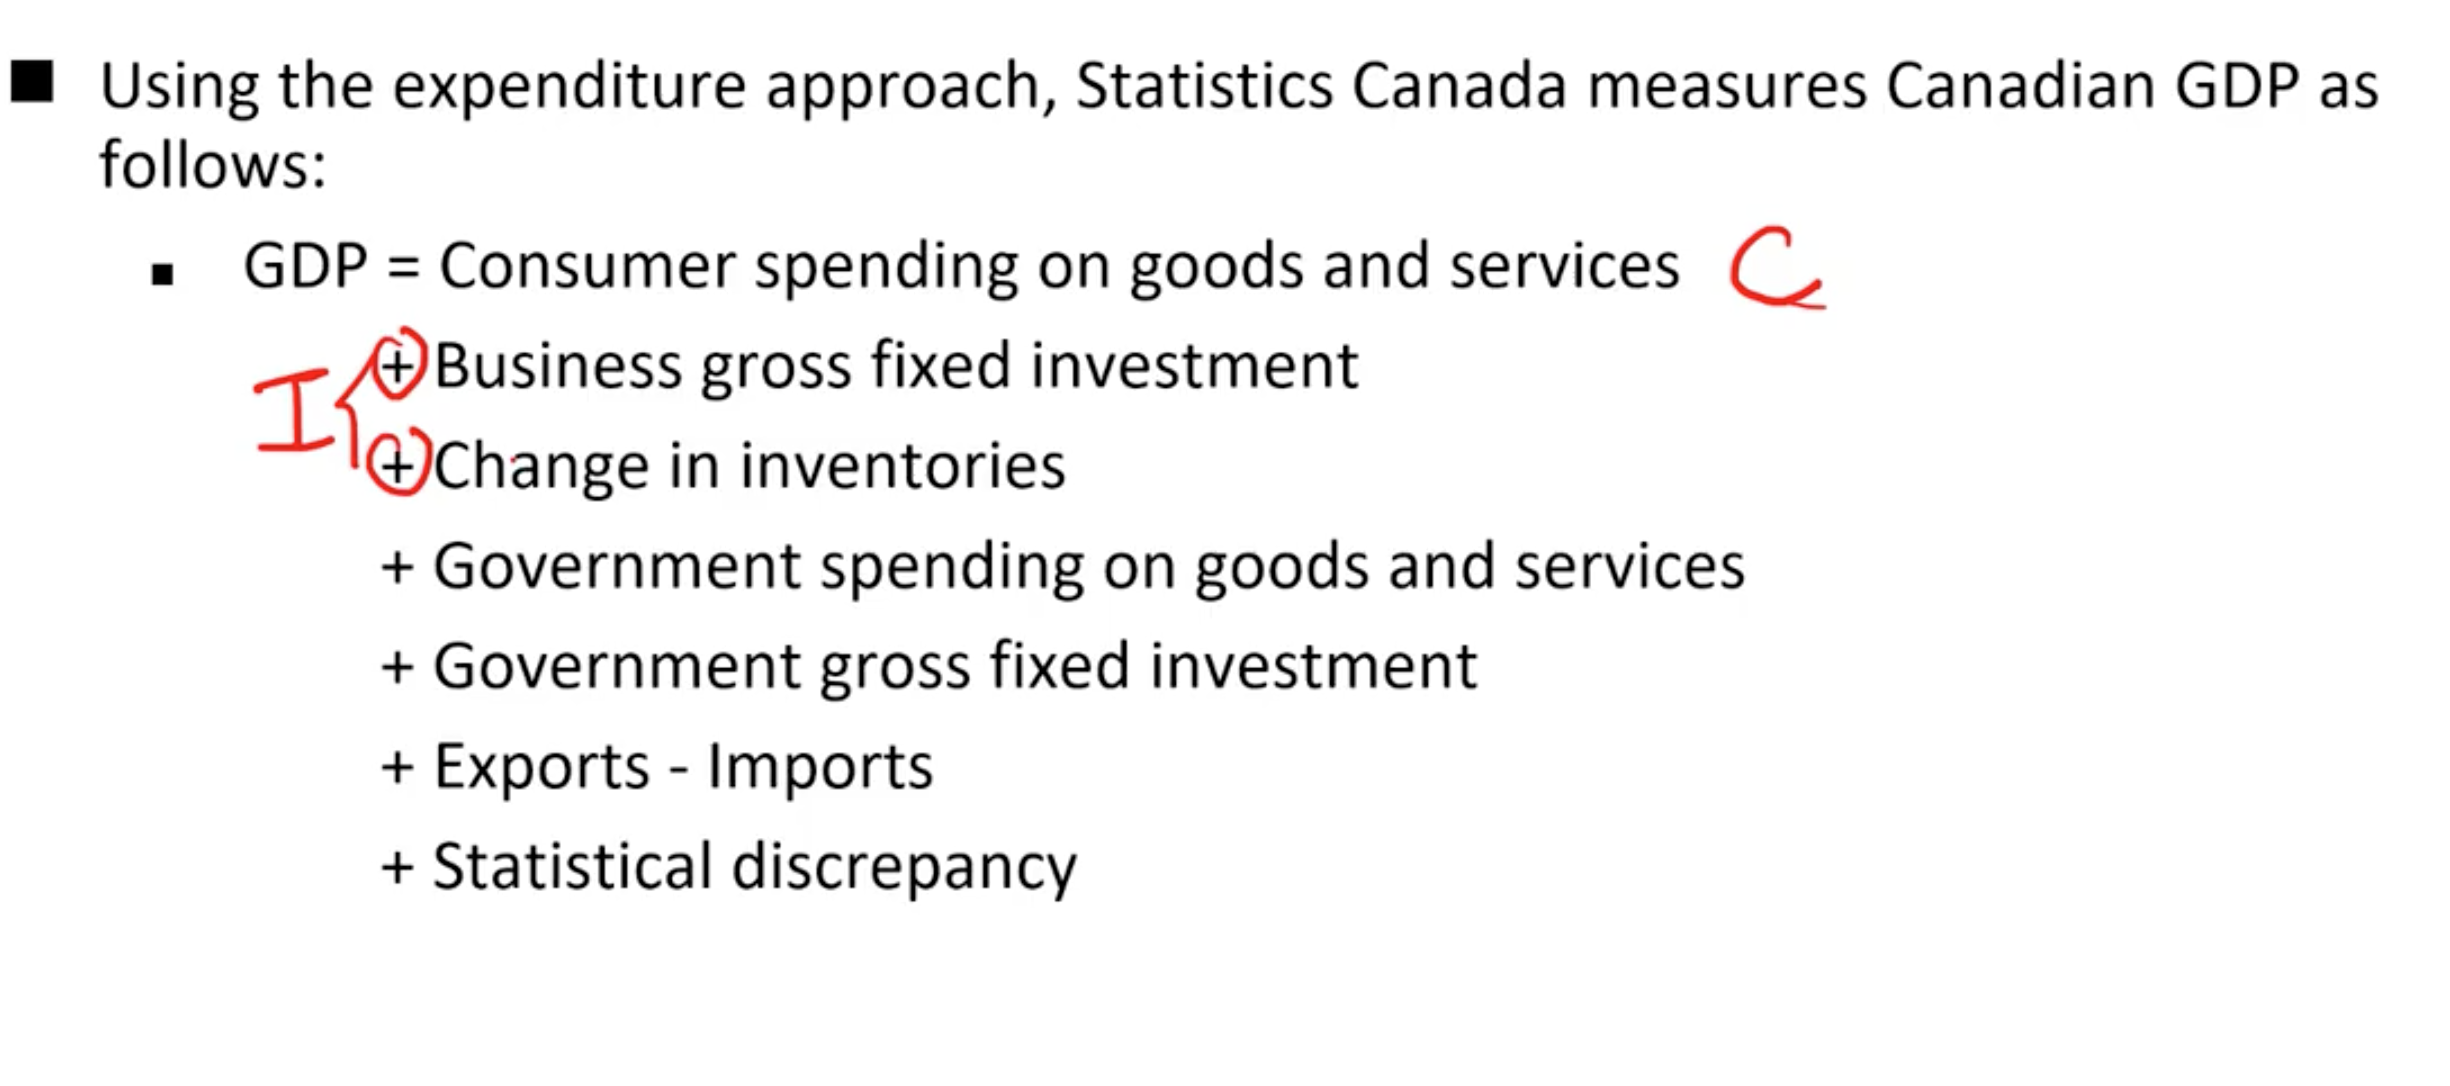 ■ Using the expenditure approach, Statistics Canada measures Canadian GDP as
follows:
▪ GDP = Consumer spending on goods and services C
+ Business gross fixed investment
I
+ Change in inventories
+ Government spending on goods and services
+ Government gross fixed investment
+ Exports - Imports
+ Statistical discrepancy